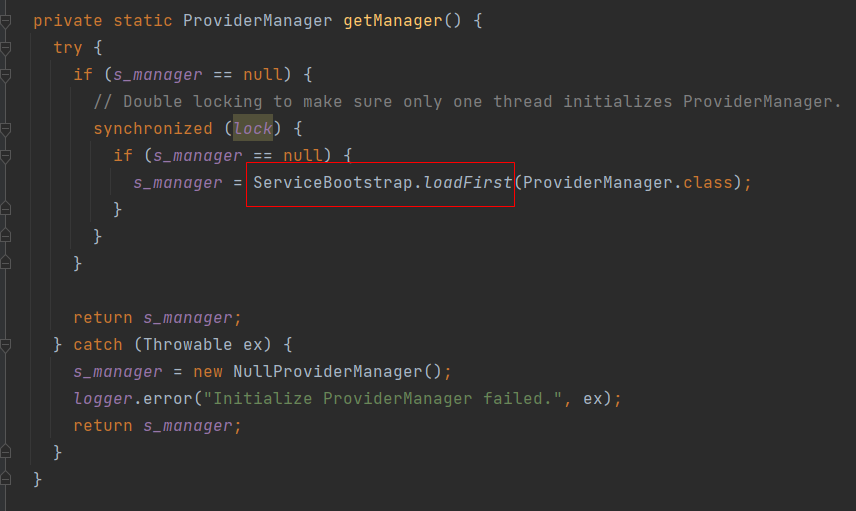 private static ProviderManager getManager() {
try {
if (s_manager == null) {
// Double locking to make sure only one thread initializes ProviderManager.
synchronized (lock) {
if (s_manager == null) {
s_manager = ServiceBootstrap.loadFirst(ProviderManager.class);
}
}
}
return s_manager;
} catch (Throwable ex) {
s_manager = new NullProviderManager();
logger.error("Initialize ProviderManager failed.", ex);
return s_manager;
}
}